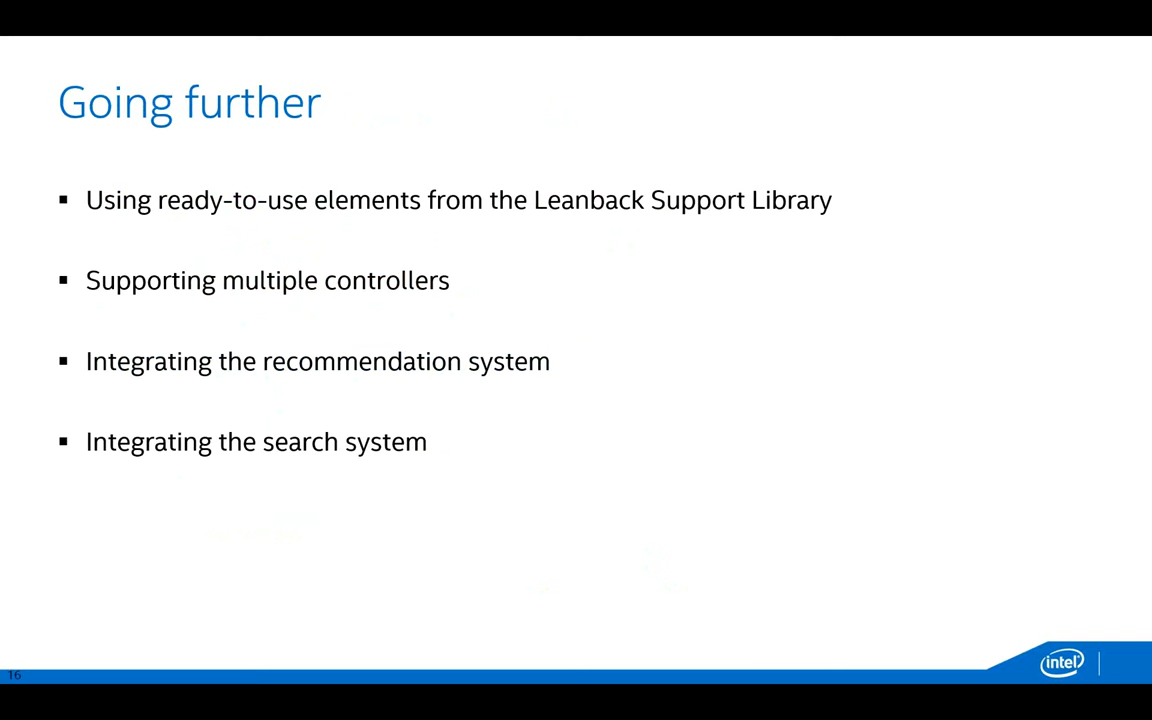 Going further
▪ Using ready-to-use elements from the Leanback Support Library
▪ Supporting multiple controllers
▪ Integrating the recommendation system
▪ Integrating the search system
16
intel